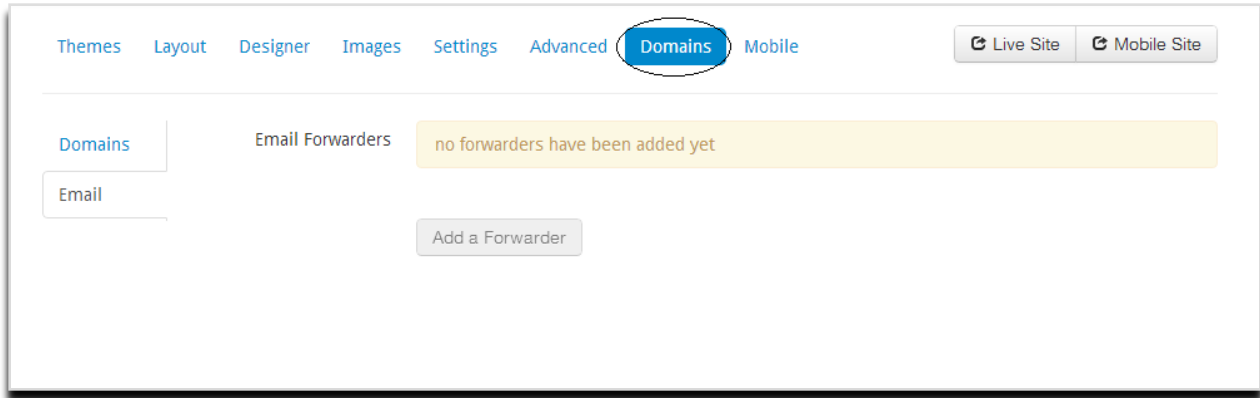 Themes Layout Designer Images Settings Advanced Domains Mobile Live Site Mobile Site
Domains
Email Forwarders no forwarders have been added yet
Email
Add a Forwarder